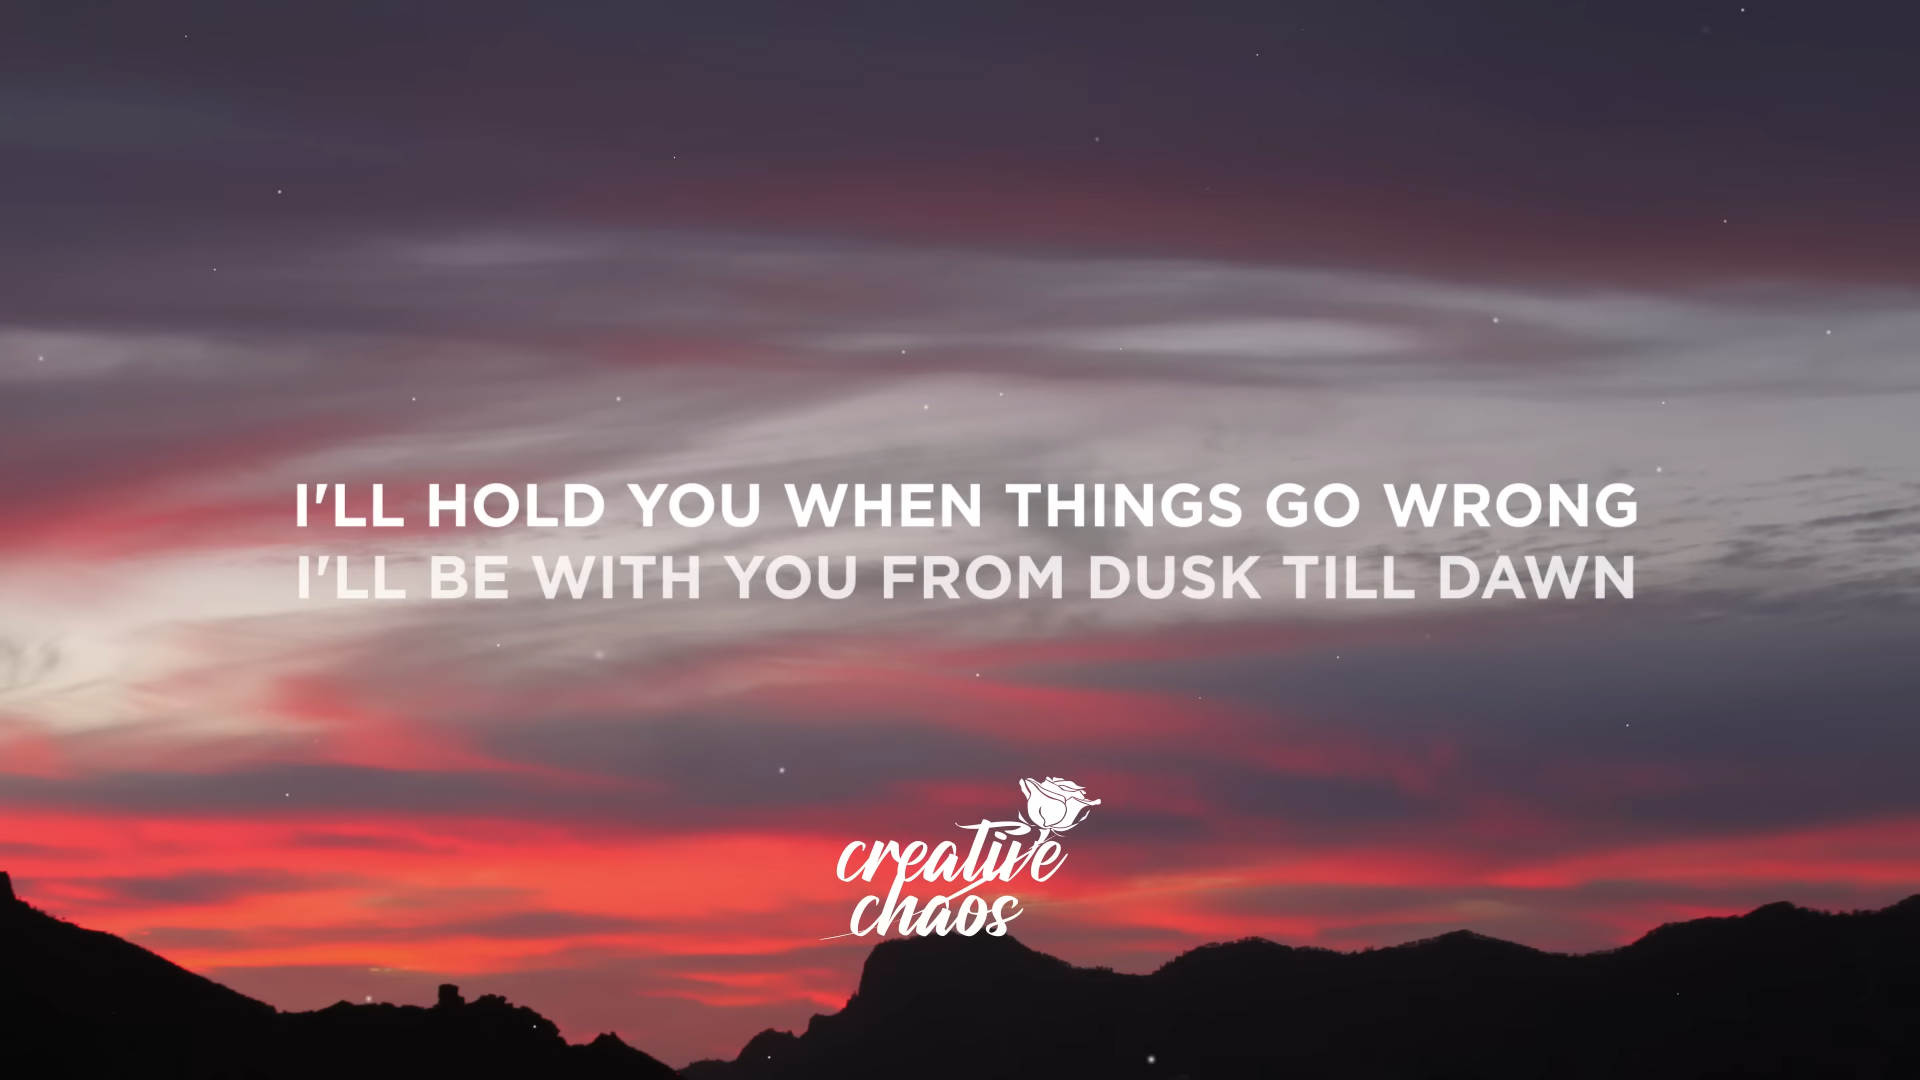 I'LL HOLD YOU WHEN THINGS GO WRONG
I'LL BE WITH YOU FROM DUSK TILL DAWN
creative
chaos